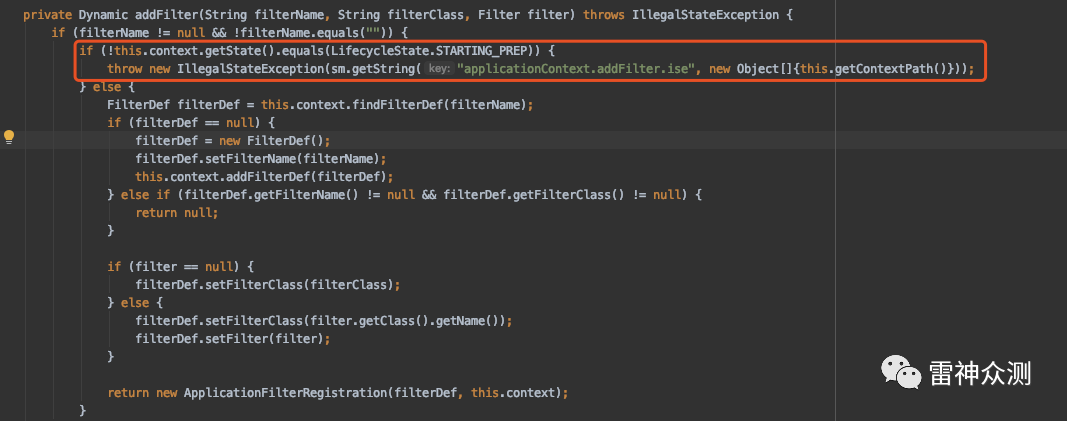 private Dynamic addFilter(String filterName, String filterClass, Filter filter) throws IllegalStateException {
if (filterName != null && !filterName.equals("")) {
if (!this.context.getState().equals(LifecycleState.STARTING_PREP)) {
throw new IllegalStateException(sm.getString( key: "applicationContext.addFilter.ise", new Object[]{this.getContextPath()}));
} else {
FilterDef filterDef = this.context.findFilterDef(filterName);
if (filterDef == null) {
filterDef = new FilterDef();
filterDef.setFilterName(filterName);
this.context.addFilterDef(filterDef);
} else if (filterDef.getFilterName() != null && filterDef.getFilterClass() != null) {
return null;
}
if (filter == null) {
filterDef.setFilterClass(filterClass);
} else {
filterDef.setFilterClass(filter.getClass().getName());
filterDef.setFilter(filter);
}
return new ApplicationFilterRegistration(filterDef, this.context);
}
雷神众测